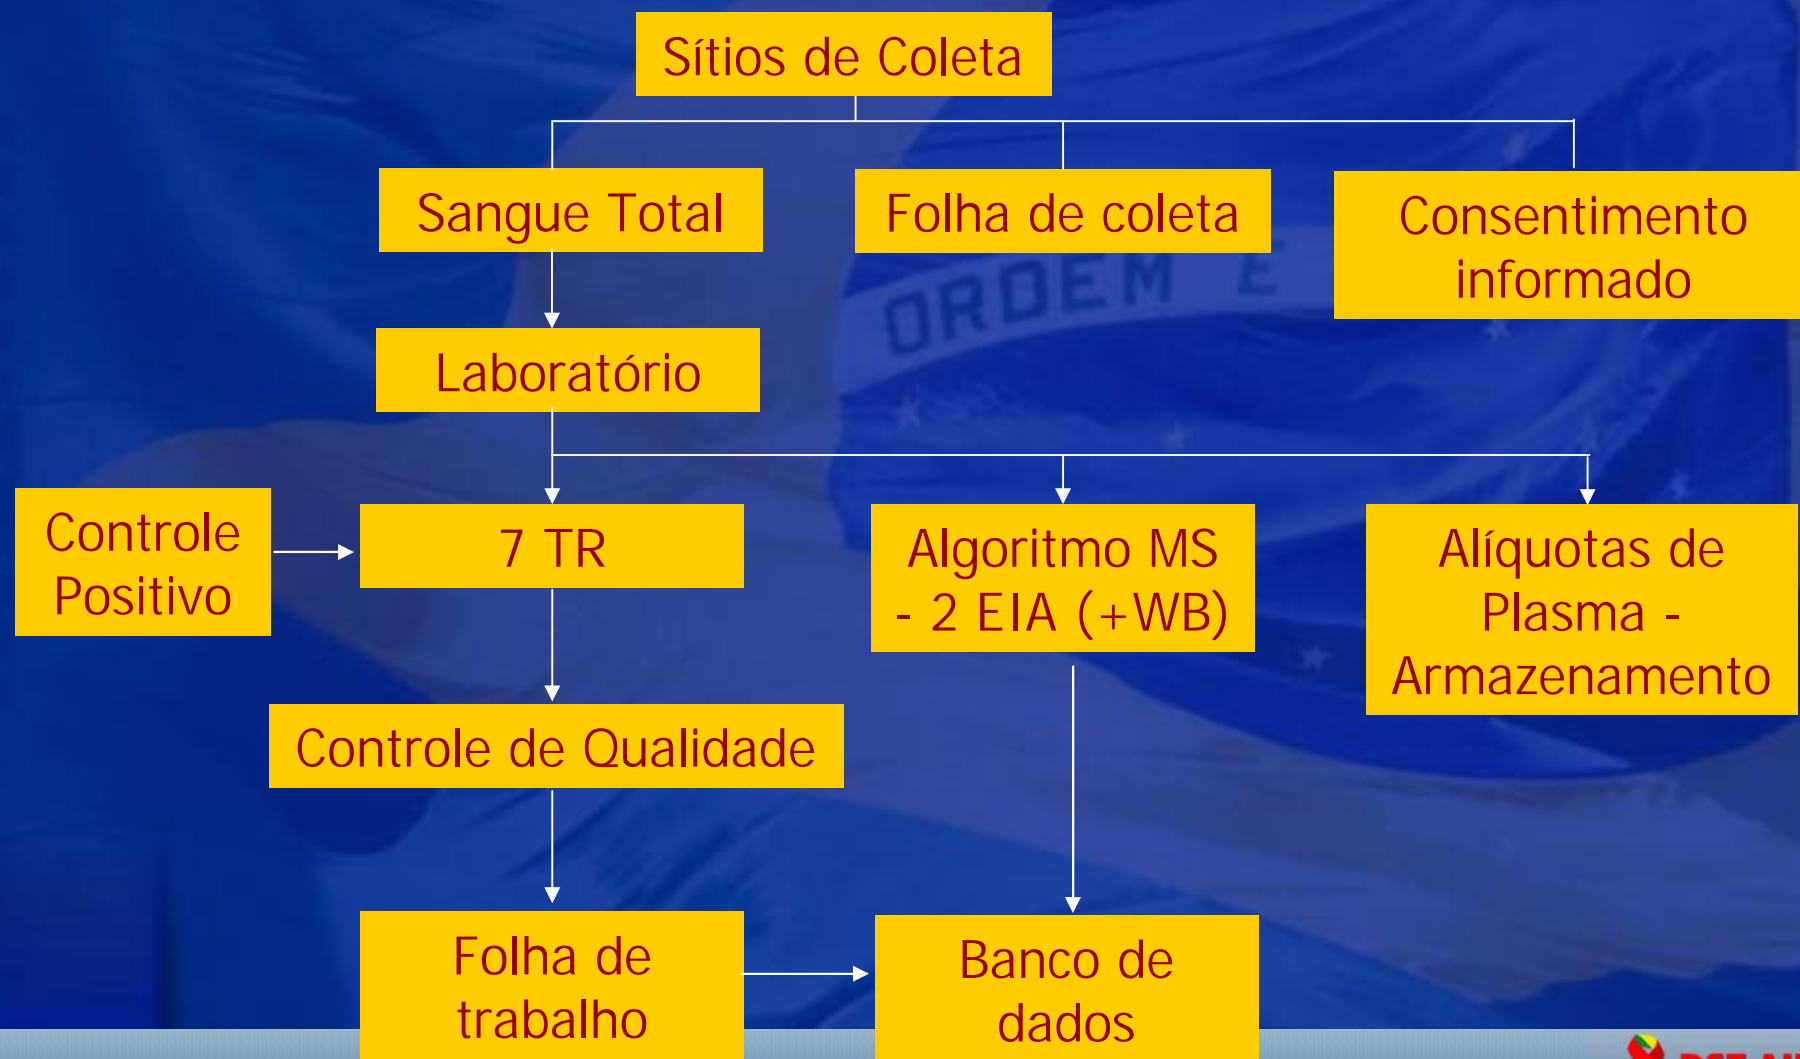 Sítios de Coleta
Sangue Total
Folha de coleta
Consentimento
informado
ORDEM E
Laboratório
Controle
Positivo
7 TR
Algoritmo MS
- 2 EIA (+WB)
Alíquotas de
Plasma -
Armazenamento
Controle de Qualidade
Folha de
trabalho
Banco de
dados